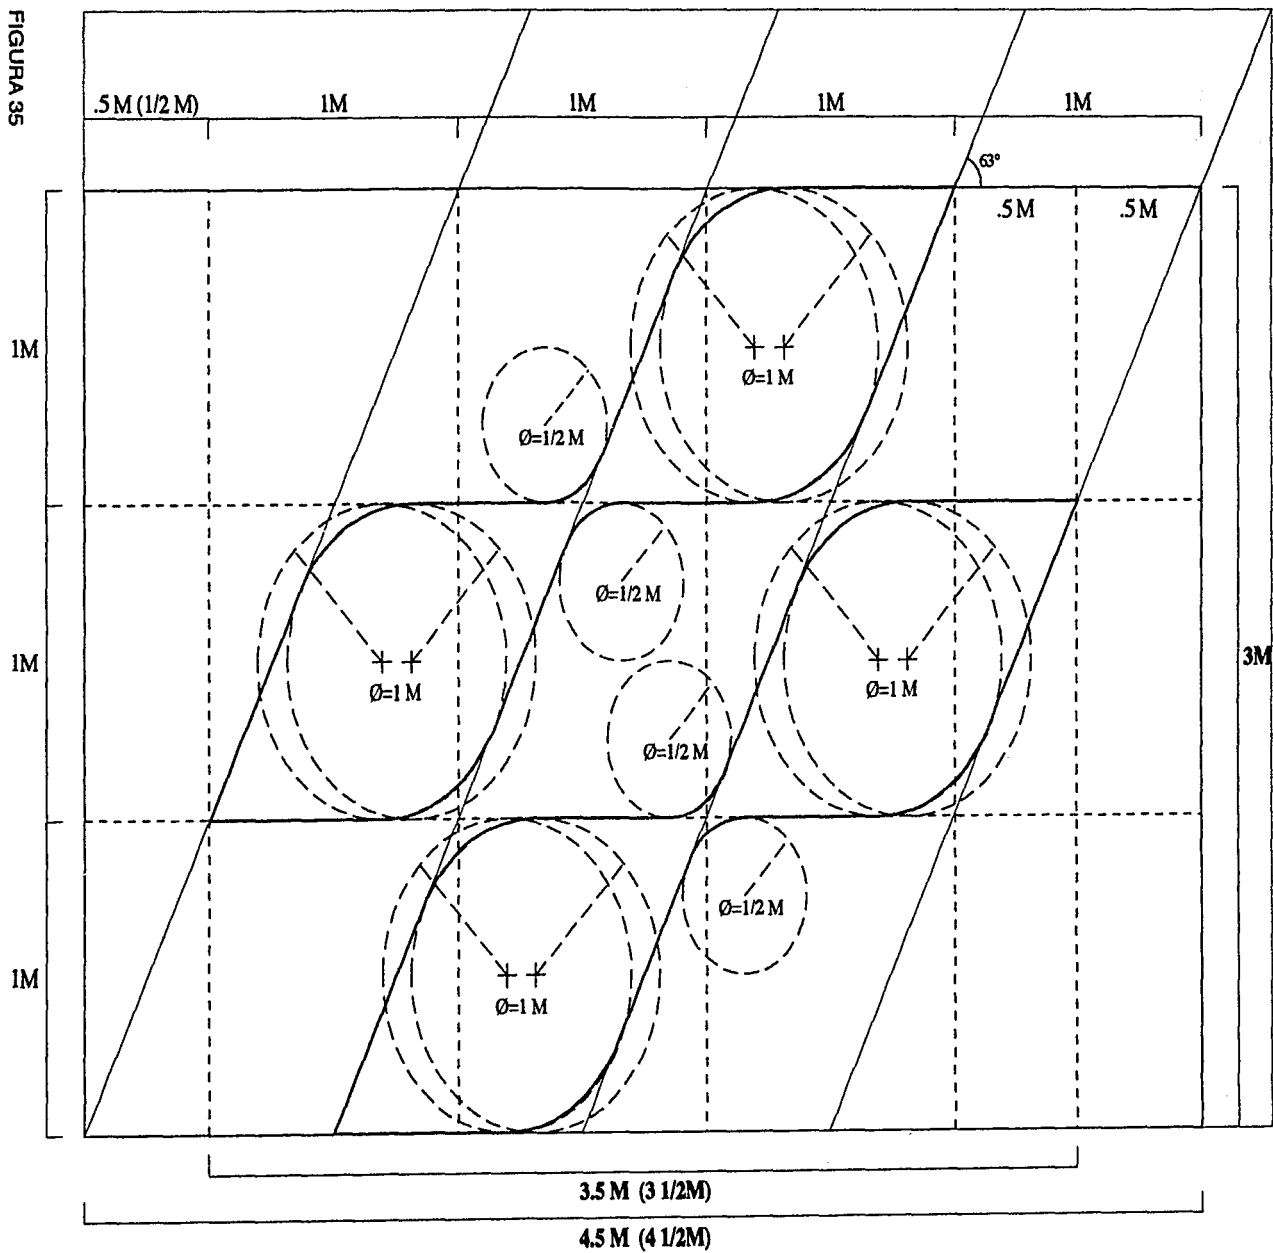 FIGURA 35
.5 M (1/2 M)
1M
1M
1M
1M
63°
.5 M
.5 M
1M
Ø=1 M
Ø=1/2 M
Ø=1/2 M
1M
Ø=1 M
Ø=1 M
3M
Ø=1/2 M
Ø=1/2 M
1M
Ø=1 M
3.5 M (3 1/2M)
4.5 M (4 1/2M)